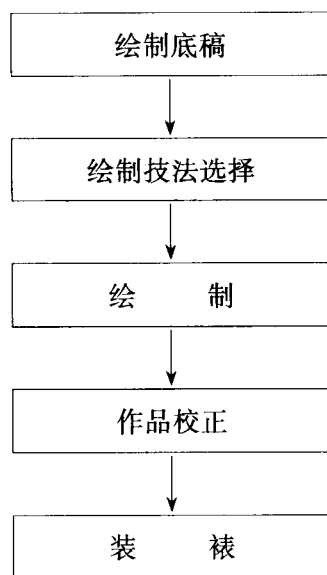 绘制底稿
绘制技法选择
绘 制
作品校正
装 裱